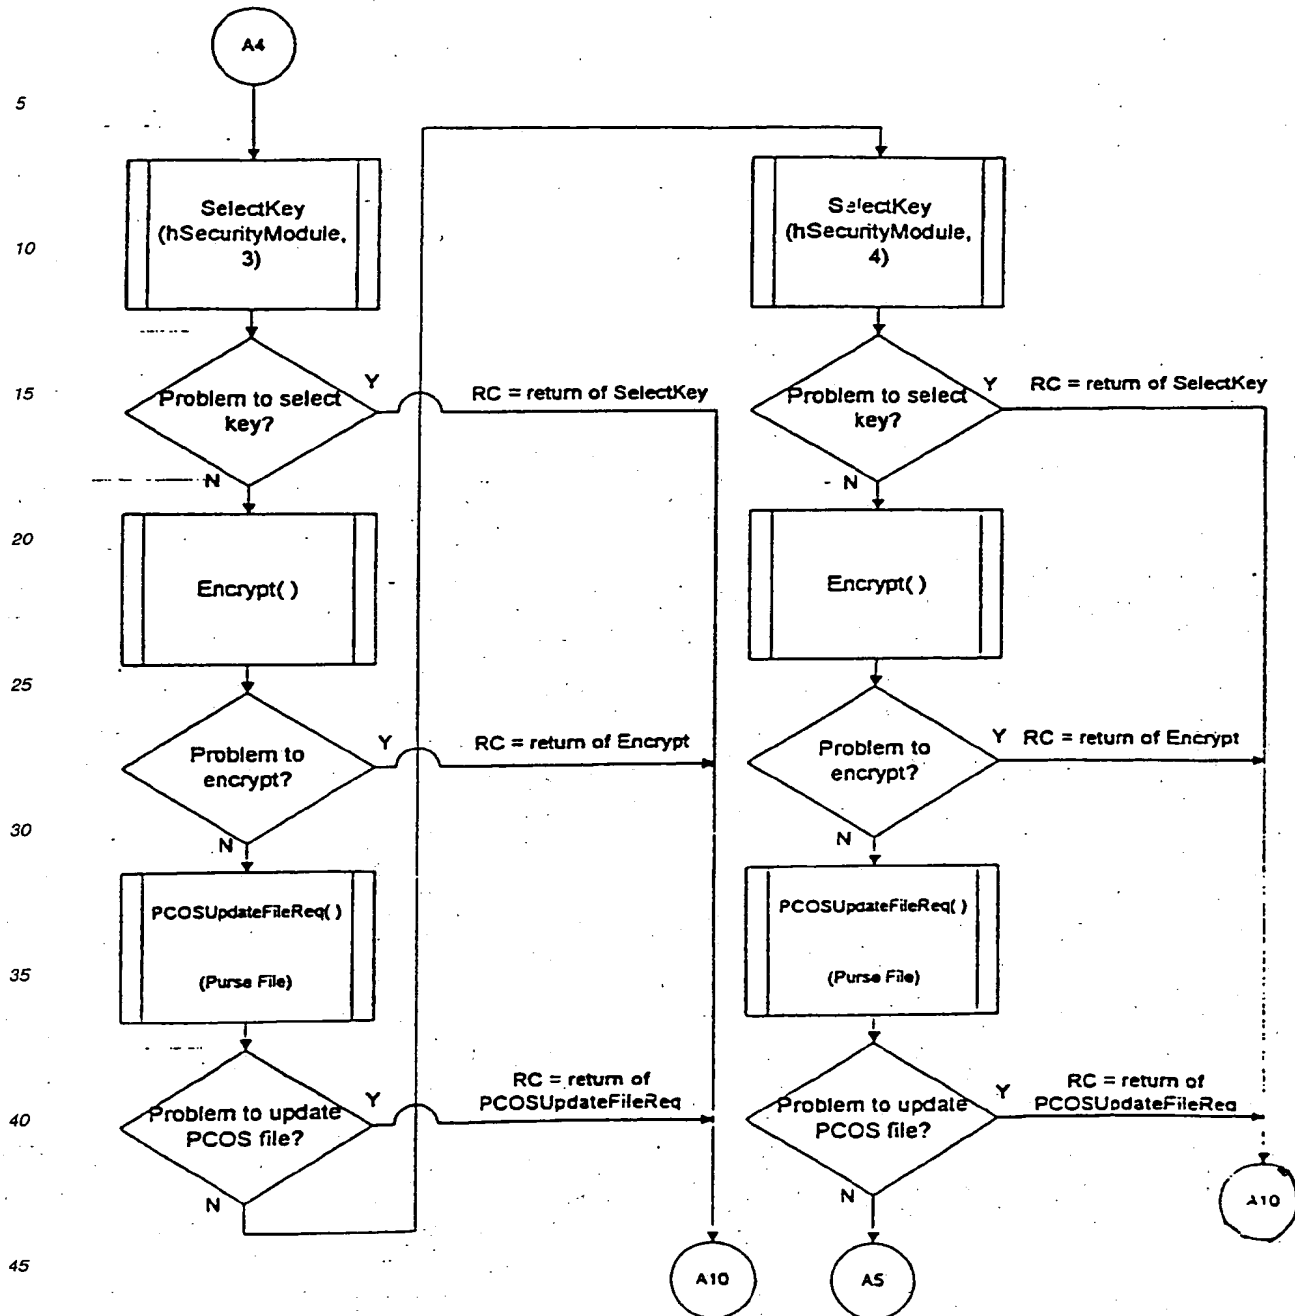 A4
5
10
15
20
25
30
35
40
45
SelectKey
(hSecurityModule,
3)
Problem to select
key?
Y
RC = return of SelectKey
N
Encrypt( )
Problem to
encrypt?
Y
RC = return of Encrypt
N
PCOSUpdateFileReq( )
(Purse File)
Problem to update
PCOS file?
Y
RC = return of
PCOSUpdateFileReq
N
A10
SelectKey
(hSecurityModule,
4)
Problem to select
key?
Y
RC = return of SelectKey
N
Encrypt( )
Problem to
encrypt?
Y
RC = return of Encrypt
N
PCOSUpdateFileReq( )
(Purse File)
Problem to update
PCOS file?
Y
RC = return of
PCOSUpdateFileReq
N
A10
A5